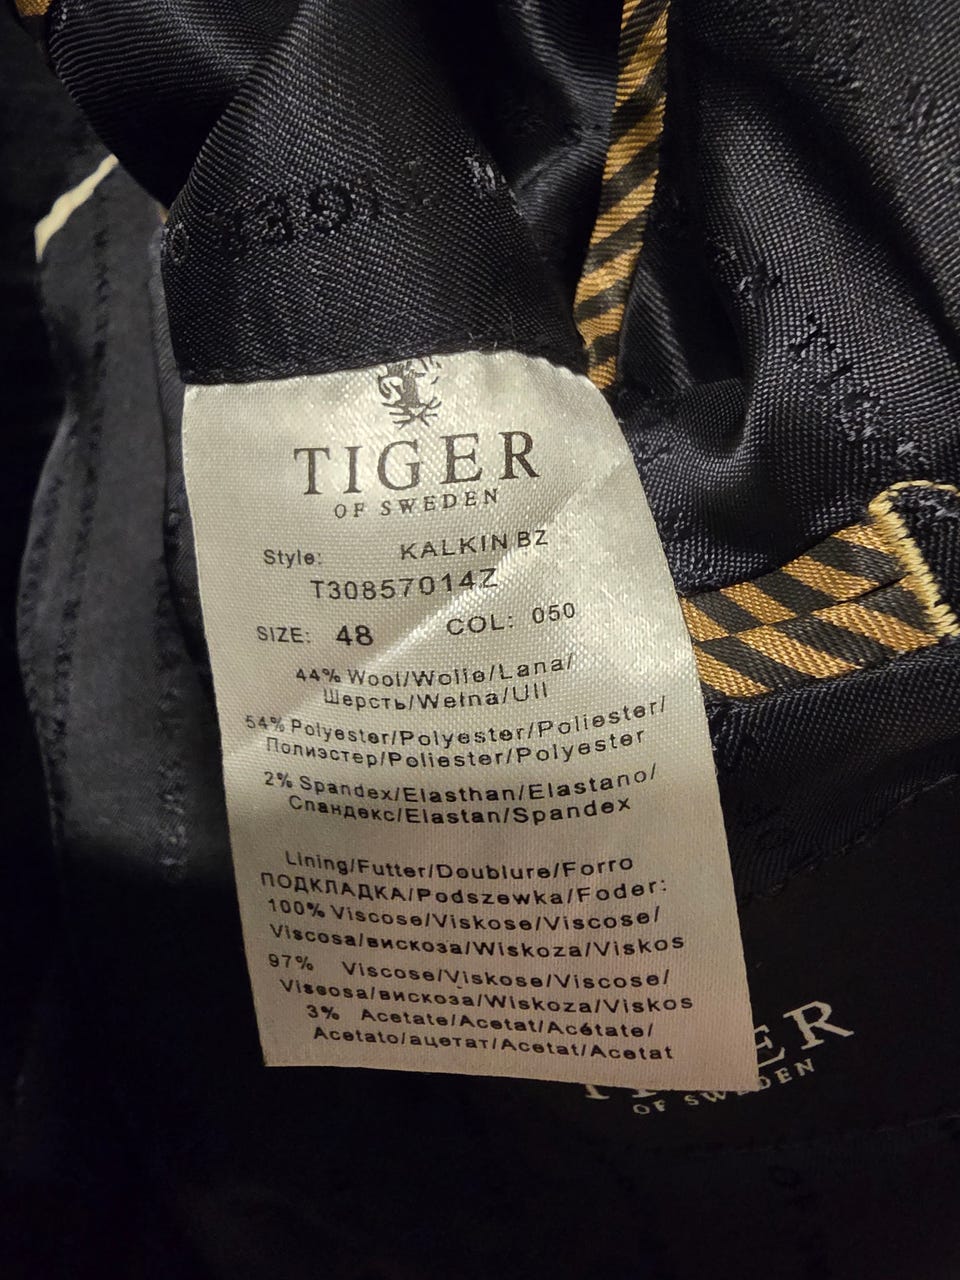 TIGER
OF SWEDEN
Style: KALKIN BZ
T30857014Z
SIZE: 48 COL: 050
44% Wool/Wolle/Lana/
Шерсть/Wełna/Ull
54% Polyester/Polyester/Poliester/
Полиэстер/Poliester/Polyester
2% Spandex/Elasthan/Elastano/
Спандекс/Elastan/Spandex
Lining/Futter/Doublure/Forro
ПОДКЛАДКА/Podszewka/Foder:
100% Viscose/Viskose/Viscose/
Viscosa/вискоза/Wiskoza/Viskos
97% Viscose/Viskose/Viscose/
Viscosa/вискоза/Wiskoza/Viskos
3% Acetate/Acetat/Acétate/
Acetato/ацетат/Acetat/Acetat
OF SWEDEN